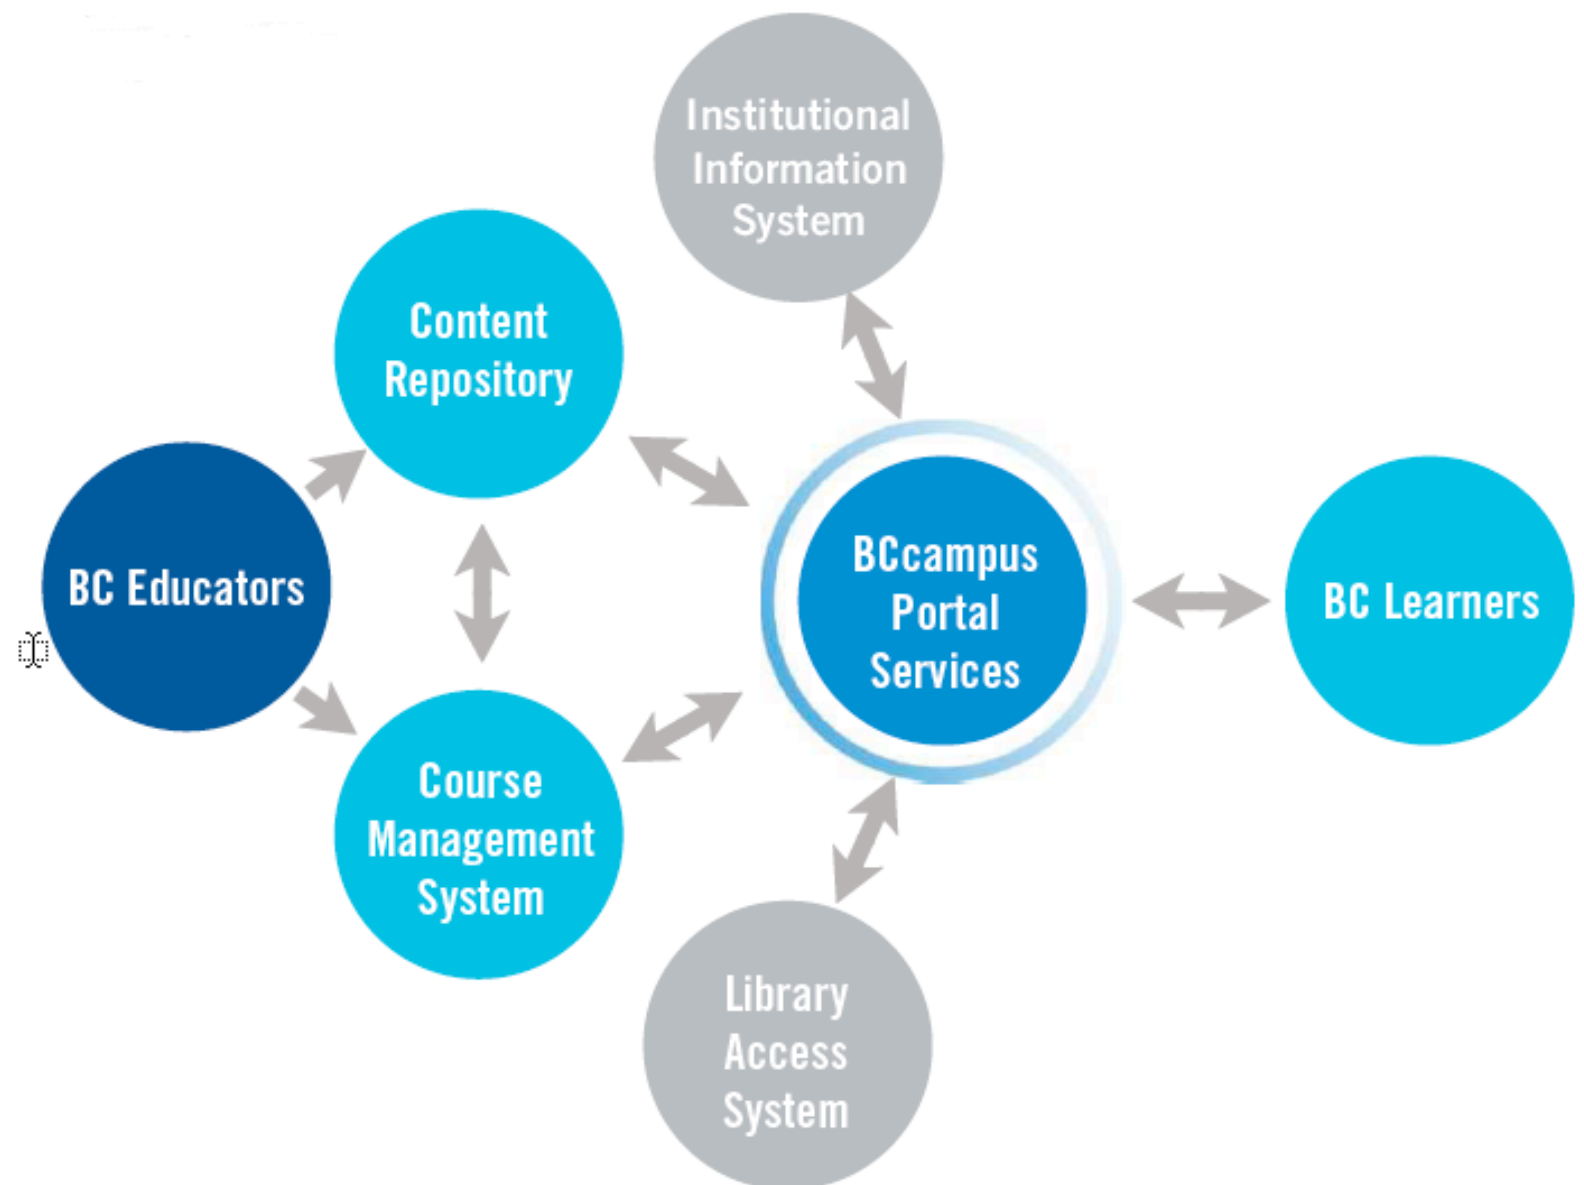 Institutional
Information
System
Content
Repository
BC Educators
BCcampus
Portal
Services
BC Learners
Course
Management
System
Library
Access
System